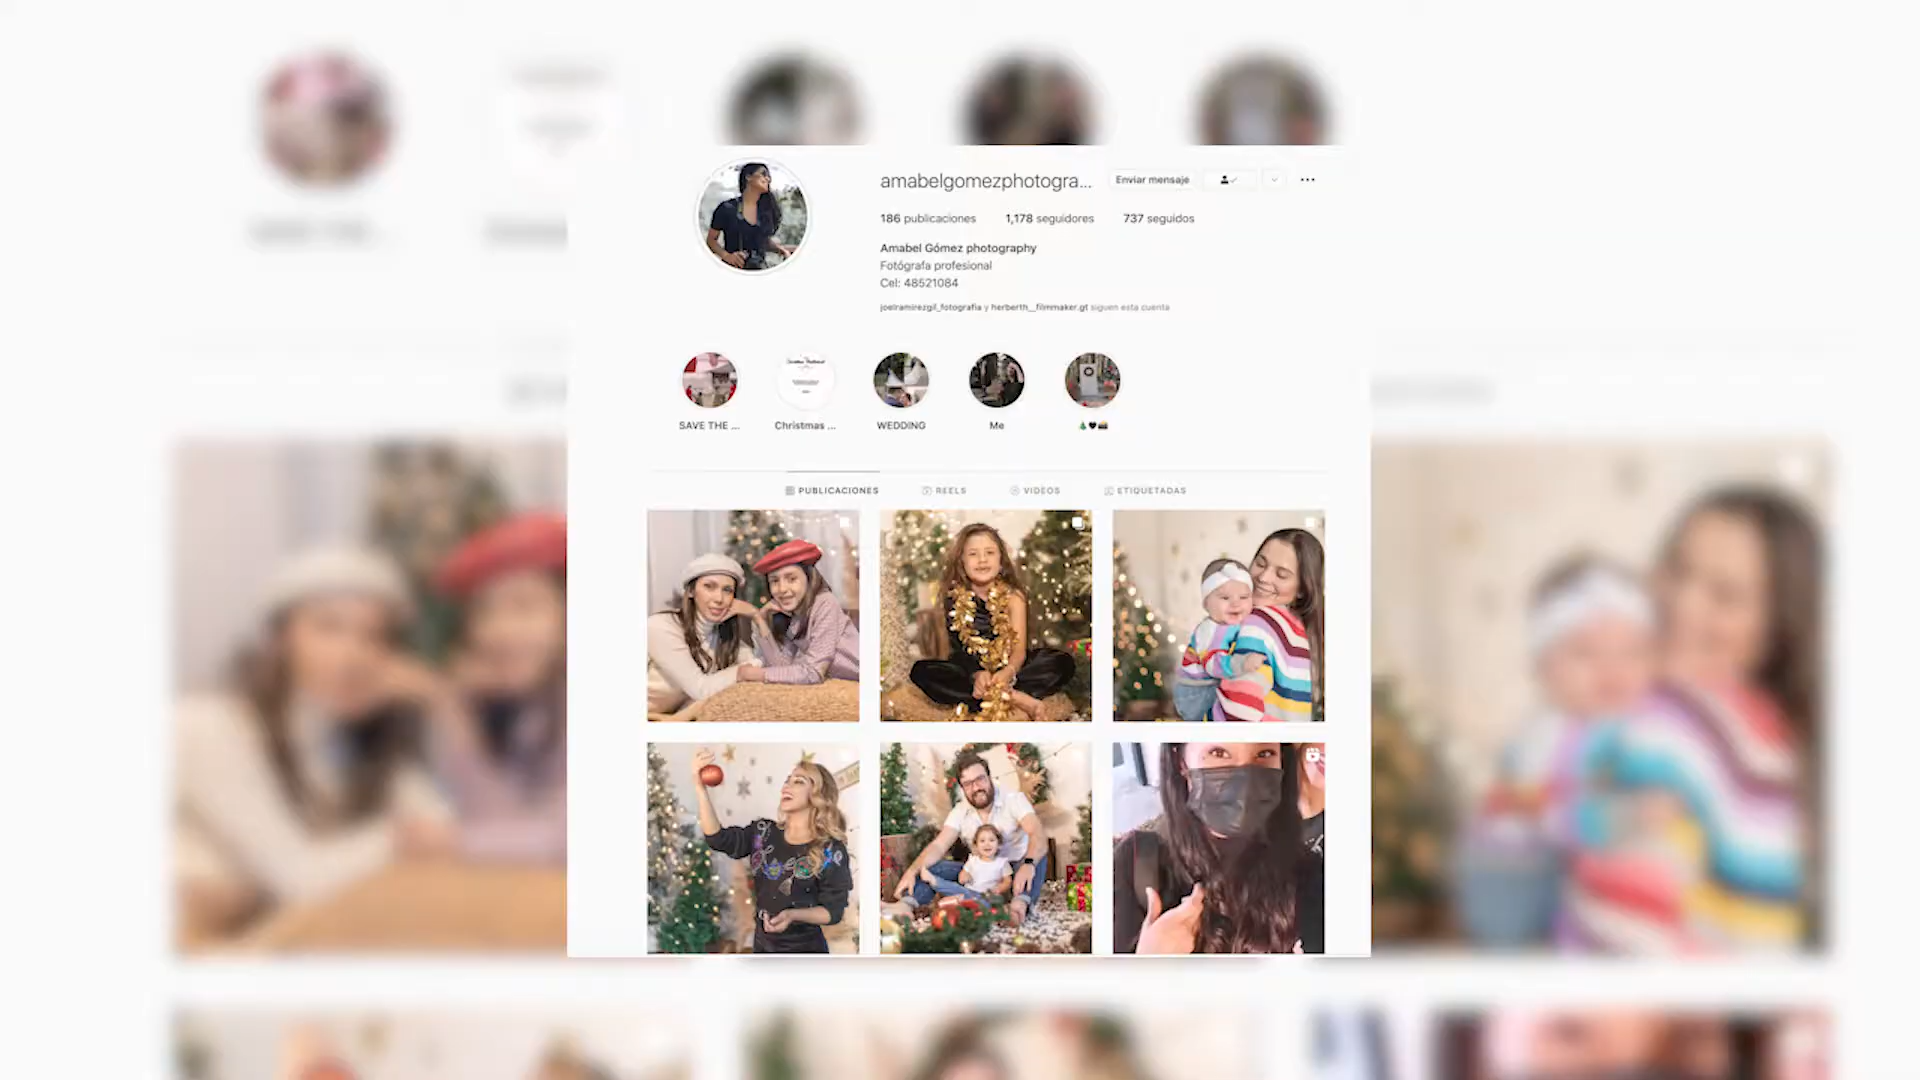 amabelgomezphotogra... Enviar mensaje
186 publicaciones 1,178 seguidores 737 seguidos
Amabel Gómez photography
Fotógrafa profesional
Cel: 48521084
joelramirezgil_fotografia y herberth__filmmaker.gt siguen esta cuenta
SAVE THE ... Christmas ... WEDDING Me
PUBLICACIONES REELS VIDEOS ETIQUETADAS